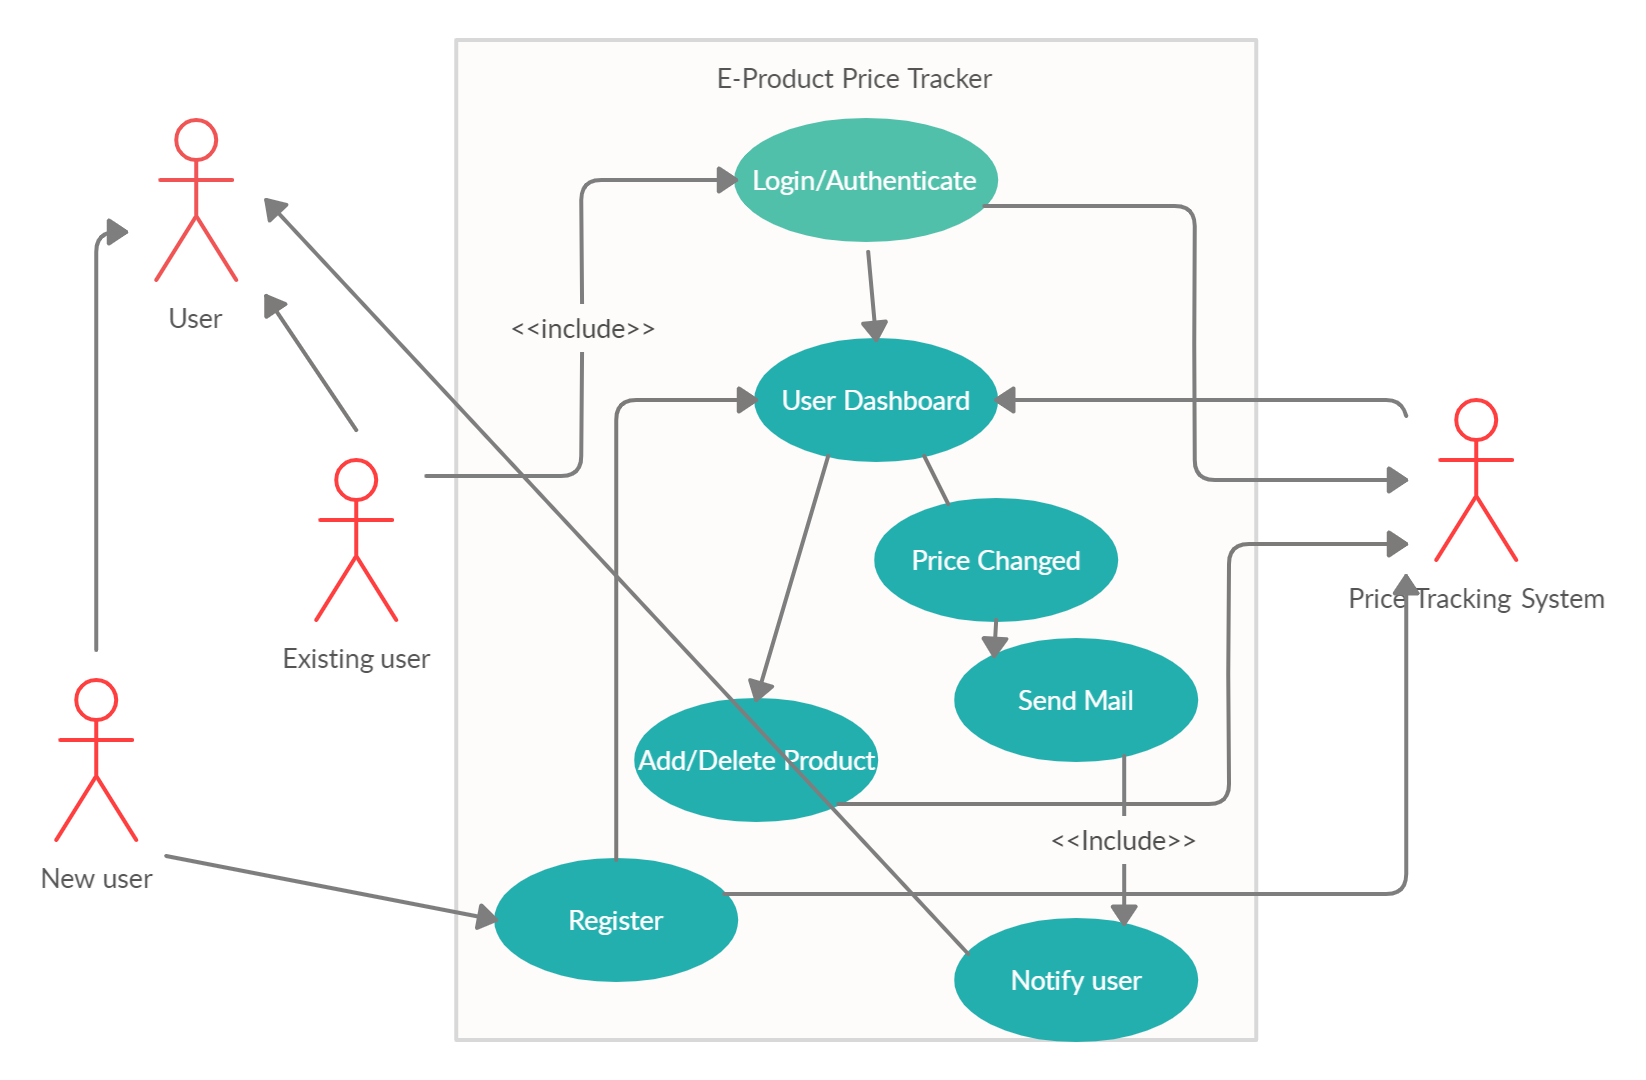 E-Product Price Tracker
Login/Authenticate
User
<<include>>
User Dashboard
Price Changed
Price Tracking System
Existing user
Send Mail
Add/Delete Product
<<Include>>
New user
Register
Notify user